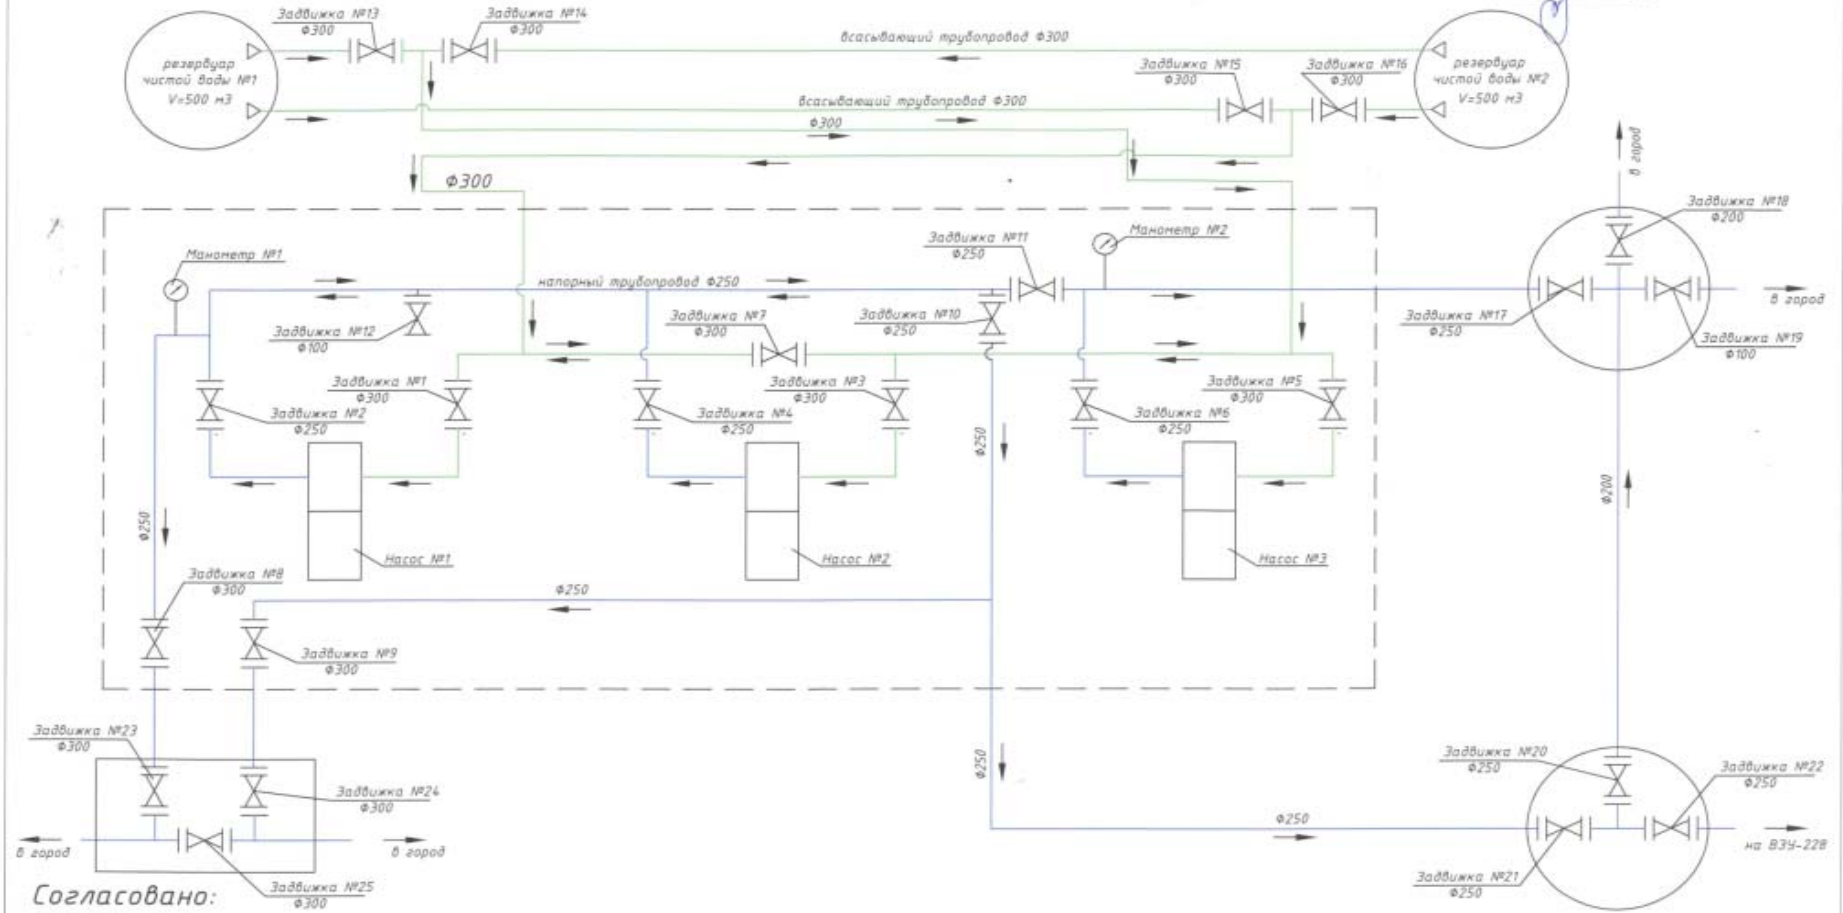 Задвижка №13
Ф300
Задвижка №14
Ф300
всасывающий трубопровод Ф300
резервуар
чистой воды №1
V=500 м3
Задвижка №15
Ф300
Задвижка №16
Ф300
резервуар
чистой воды №2
V=500 м3
всасывающий трубопровод Ф300
Ф300
в город
Ф300
Задвижка №18
Ф200
Манометр №1
Задвижка №11
Ф250
Манометр №2
напорный трубопровод Ф250
в город
Задвижка №12
Ф100
Задвижка №7
Ф300
Задвижка №10
Ф250
Задвижка №17
Ф250
Задвижка №19
Ф100
Задвижка №1
Ф300
Задвижка №3
Ф300
Задвижка №5
Ф300
Задвижка №2
Ф250
Задвижка №4
Ф250
Задвижка №6
Ф250
Ф250
Ф200
Ф250
Насос №1
Насос №2
Насос №3
Задвижка №8
Ф300
Ф250
Задвижка №9
Ф300
Задвижка №23
Ф300
Ф250
Задвижка №20
Ф250
Задвижка №22
Ф250
Задвижка №24
Ф300
Ф250
в город
в город
на ВЗУ-228
Задвижка №25
Ф300
Задвижка №21
Ф250
Согласовано: